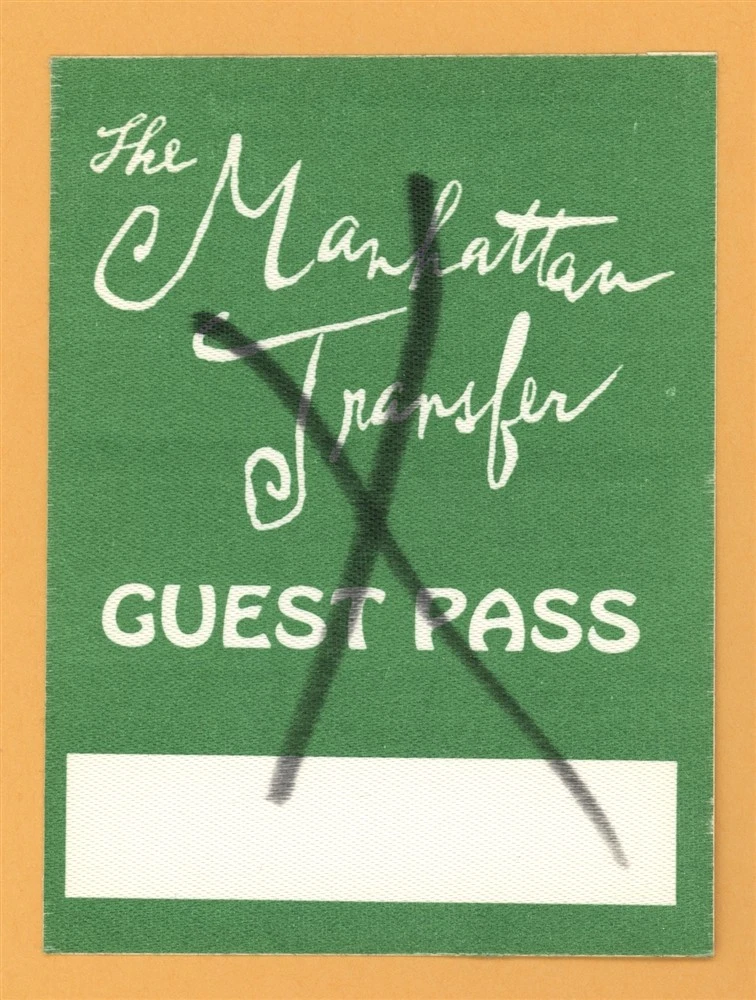 The
Manhattan
Transfer
GUEST PASS